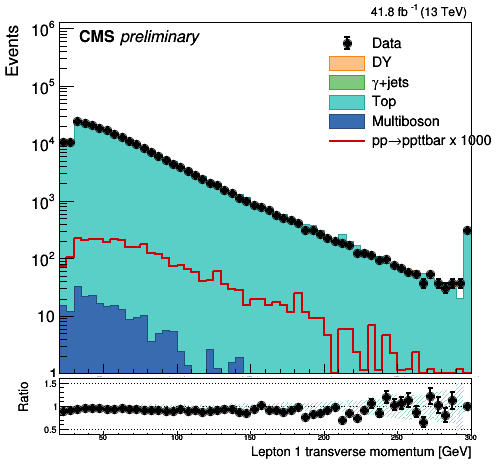 41.8 fb⁻¹ (13 TeV)
CMS preliminary
Events
10⁶
10⁵
10⁴
10³
10²
10
1
Data
DY
γ+jets
Top
Multiboson
pp→ppttbar x 1000
Ratio
1.5
1
0.5
50 100 150 200 250 300
Lepton 1 transverse momentum [GeV]